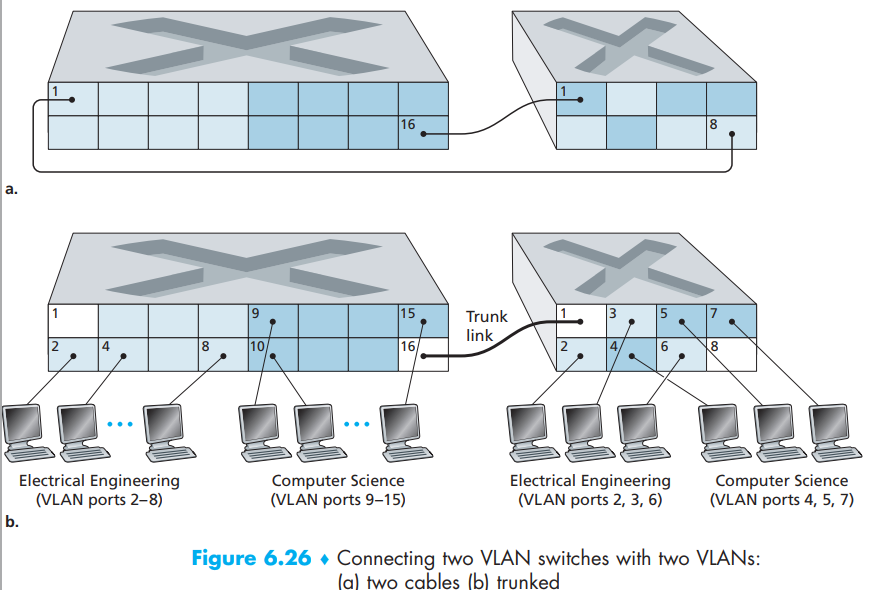 1
1
16
8
a.
1
9
15
Trunk
link
1
3
5
7
2
4
8
10
16
2
4
6
8
Electrical Engineering
(VLAN ports 2–8)
Computer Science
(VLAN ports 9–15)
Electrical Engineering
(VLAN ports 2, 3, 6)
Computer Science
(VLAN ports 4, 5, 7)
b.
Figure 6.26 ♦ Connecting two VLAN switches with two VLANs:
(a) two cables (b) trunked